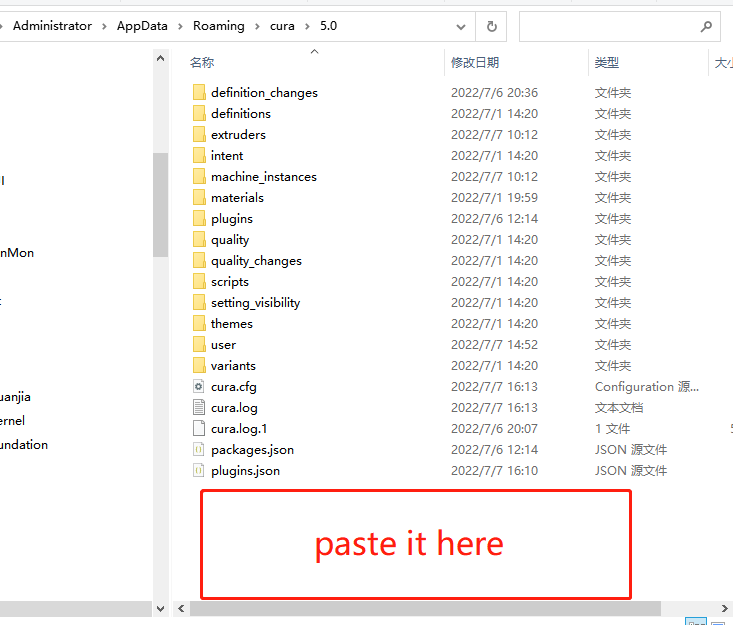 Administrator > AppData > Roaming > cura > 5.0
名称 修改日期 类型
definition_changes 2022/7/6 20:36 文件夹
definitions 2022/7/1 14:20 文件夹
extruders 2022/7/7 10:12 文件夹
intent 2022/7/1 14:20 文件夹
machine_instances 2022/7/7 10:12 文件夹
materials 2022/7/1 19:59 文件夹
plugins 2022/7/6 12:14 文件夹
quality 2022/7/1 14:20 文件夹
nMon
quality_changes 2022/7/1 14:20 文件夹
scripts 2022/7/1 14:20 文件夹
setting_visibility 2022/7/1 14:20 文件夹
themes 2022/7/1 14:20 文件夹
user 2022/7/7 14:52 文件夹
variants 2022/7/1 14:20 文件夹
cura.cfg 2022/7/7 16:13 Configuration 源...
uanjia
cura.log 2022/7/7 16:13 文本文档
ernel
cura.log.1 2022/7/6 20:07 1 文件
undation
packages.json 2022/7/6 12:14 JSON 源文件
plugins.json 2022/7/7 16:10 JSON 源文件
paste it here